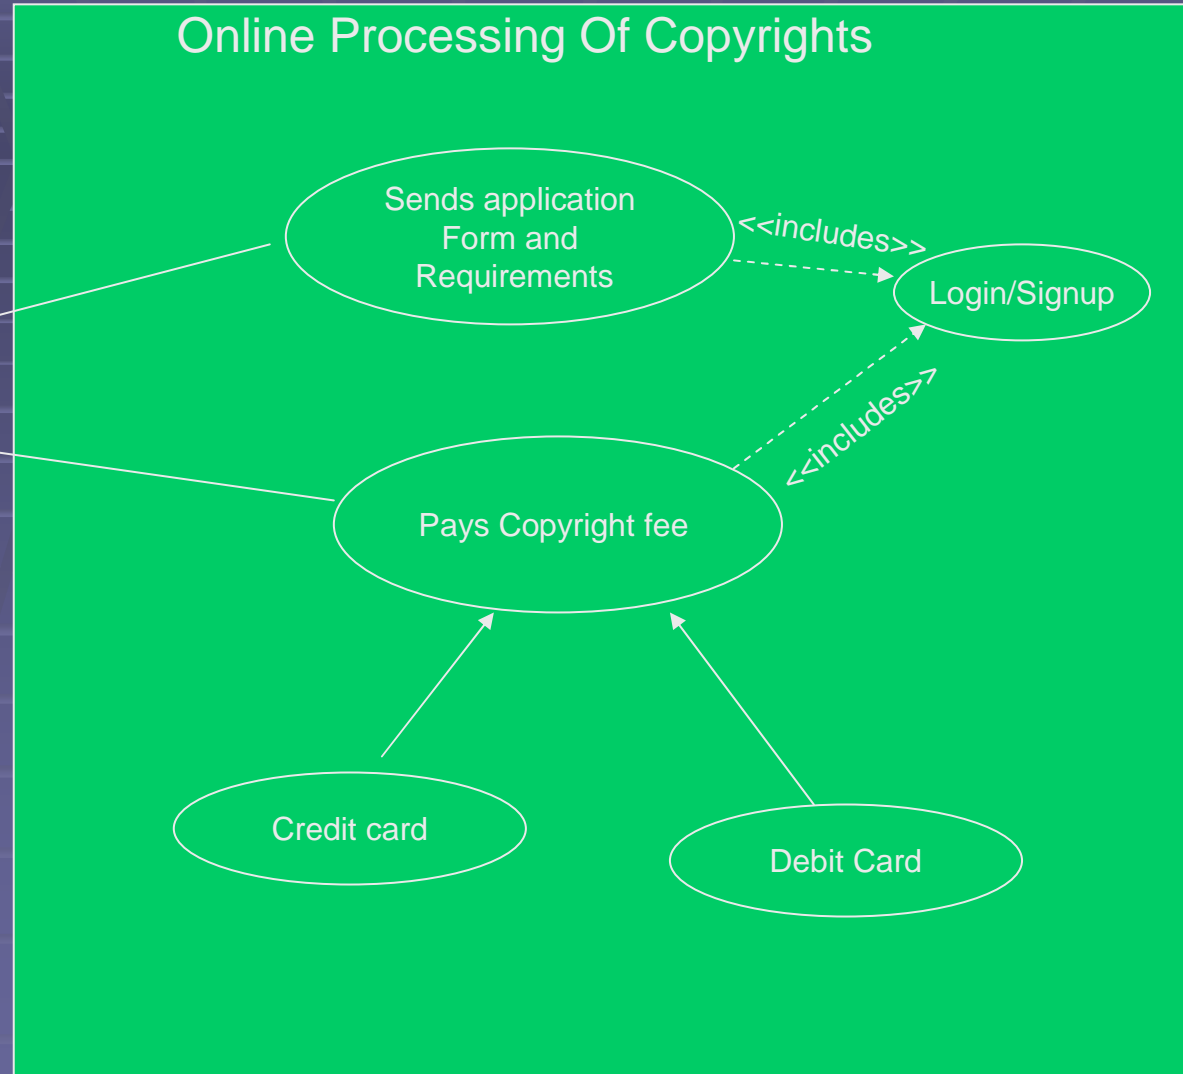 Online Processing Of Copyrights
Sends application
Form and
Requirements
<<includes>>
Login/Signup
<<includes>>
Pays Copyright fee
Credit card
Debit Card